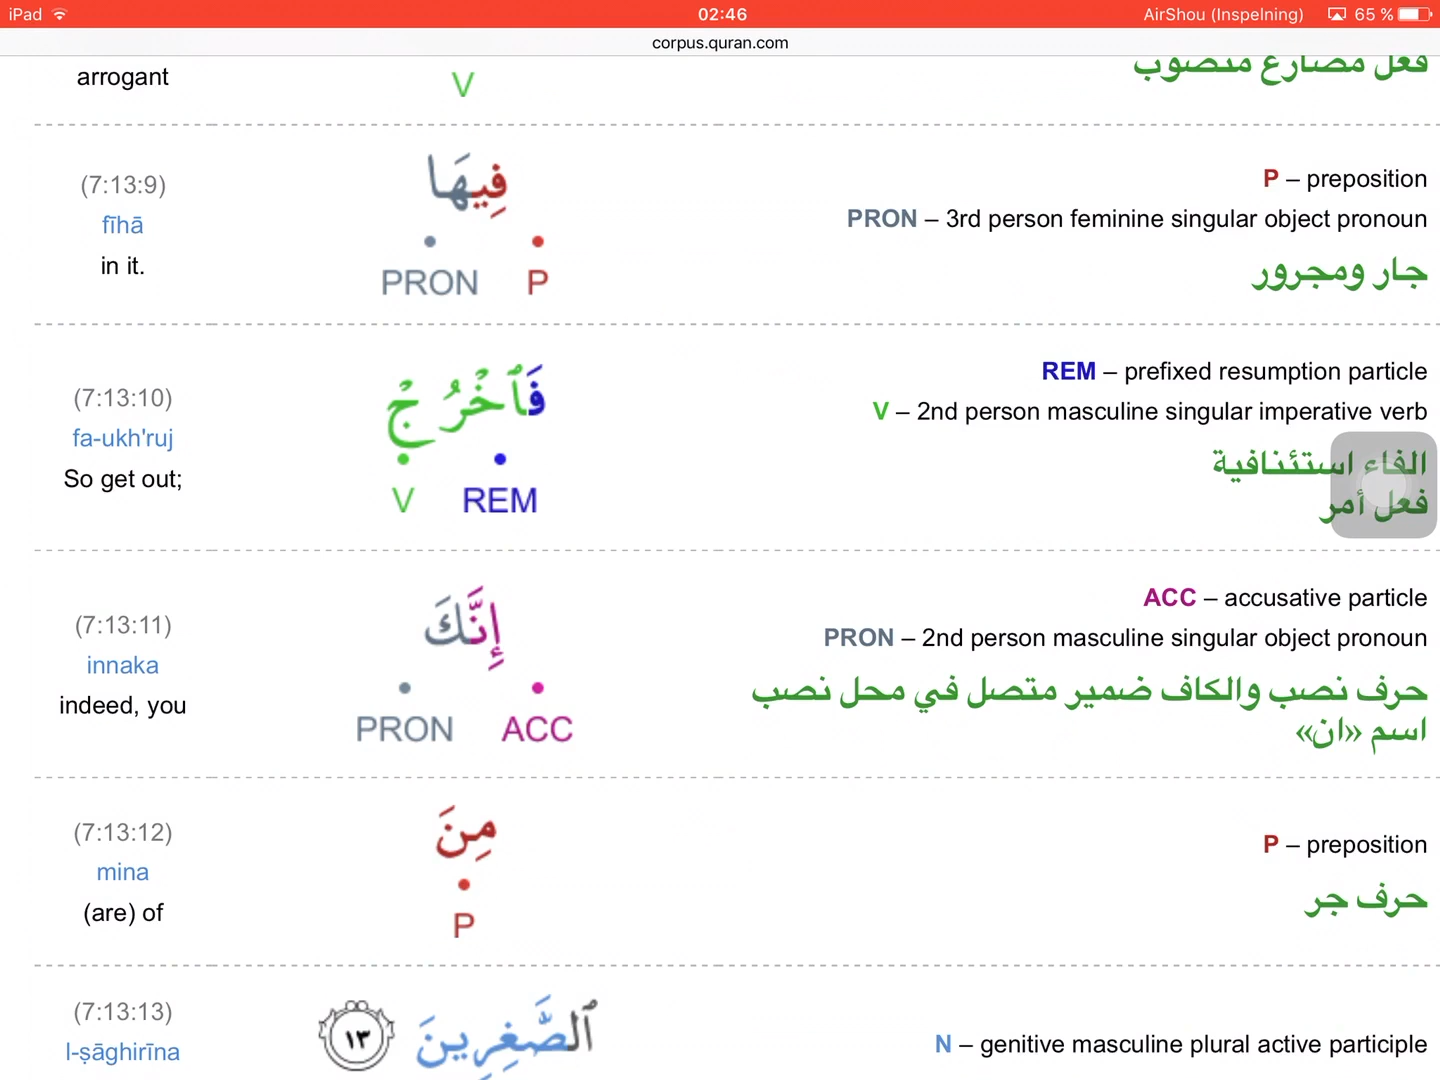 iPad 02:46 AirShou (Inspelning) 65 %
corpus.quran.com
arrogant V فعل مضارع منصوب
(7:13:9)
fīhā
in it.
فِيهَا
PRON P
P – preposition
PRON – 3rd person feminine singular object pronoun
جار ومجرور
(7:13:10)
fa-ukh'ruj
So get out;
فَٱخْرُجْ
V REM
REM – prefixed resumption particle
V – 2nd person masculine singular imperative verb
الفاء استئنافية
فعل أمر
(7:13:11)
innaka
indeed, you
إِنَّكَ
PRON ACC
ACC – accusative particle
PRON – 2nd person masculine singular object pronoun
حرف نصب والكاف ضمير متصل في محل نصب
اسم «ان»
(7:13:12)
mina
(are) of
مِنَ
P
P – preposition
حرف جر
(7:13:13)
l-ṣāghirīna
ٱلصَّٰغِرِينَ ١٣
N – genitive masculine plural active participle